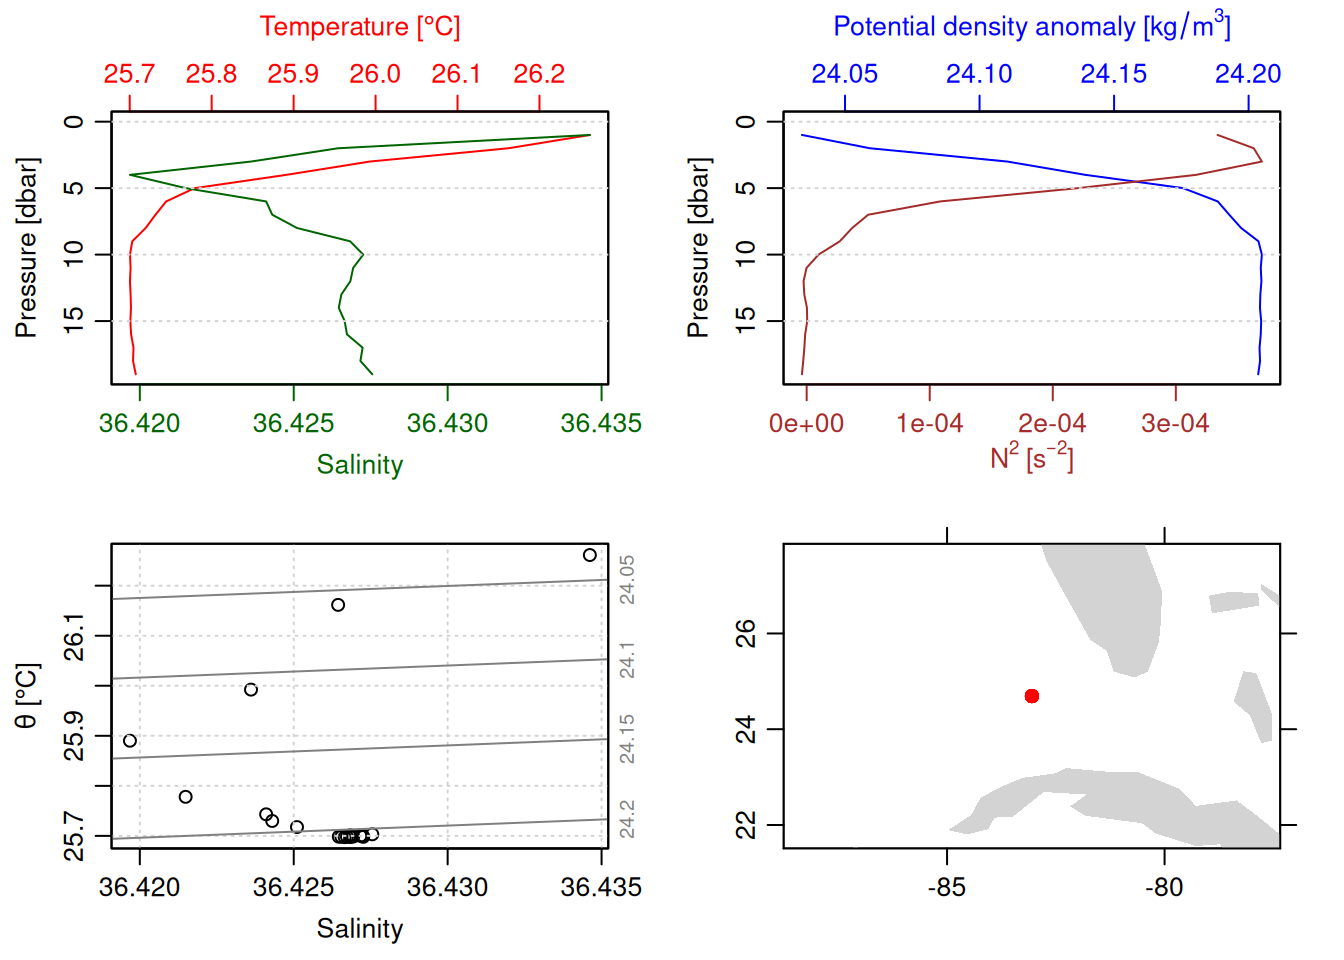 Temperature [°C]
25.7 25.8 25.9 26.0 26.1 26.2
Pressure [dbar]
0
5
10
15
36.420 36.425 36.430 36.435
Salinity
Potential density anomaly [kg/m³]
24.05 24.10 24.15 24.20
Pressure [dbar]
0
5
10
15
0e+00 1e-04 2e-04 3e-04
N² [s⁻²]
θ [°C]
26.1
25.9
25.7
24.05
24.1
24.15
24.2
36.420 36.425 36.430 36.435
Salinity
26
24
22
-85 -80